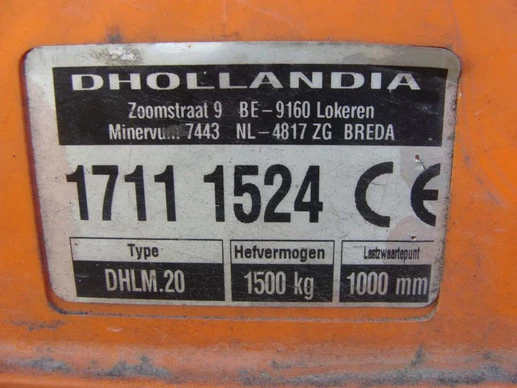 DHOLLANDIA
Zoomstraat 9 BE-9160 Lokeren
Minervum 7443 NL-4817 ZG BREDA
1711 1524 CE
Type Hefvermogen Lastzwaartepunt
DHLM.20 1500 kg 1000 mm